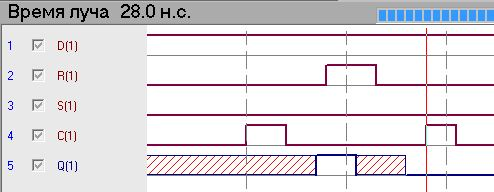 Время луча 28.0 н.с.
1 D(1)
2 R(1)
3 S(1)
4 C(1)
5 Q(1)